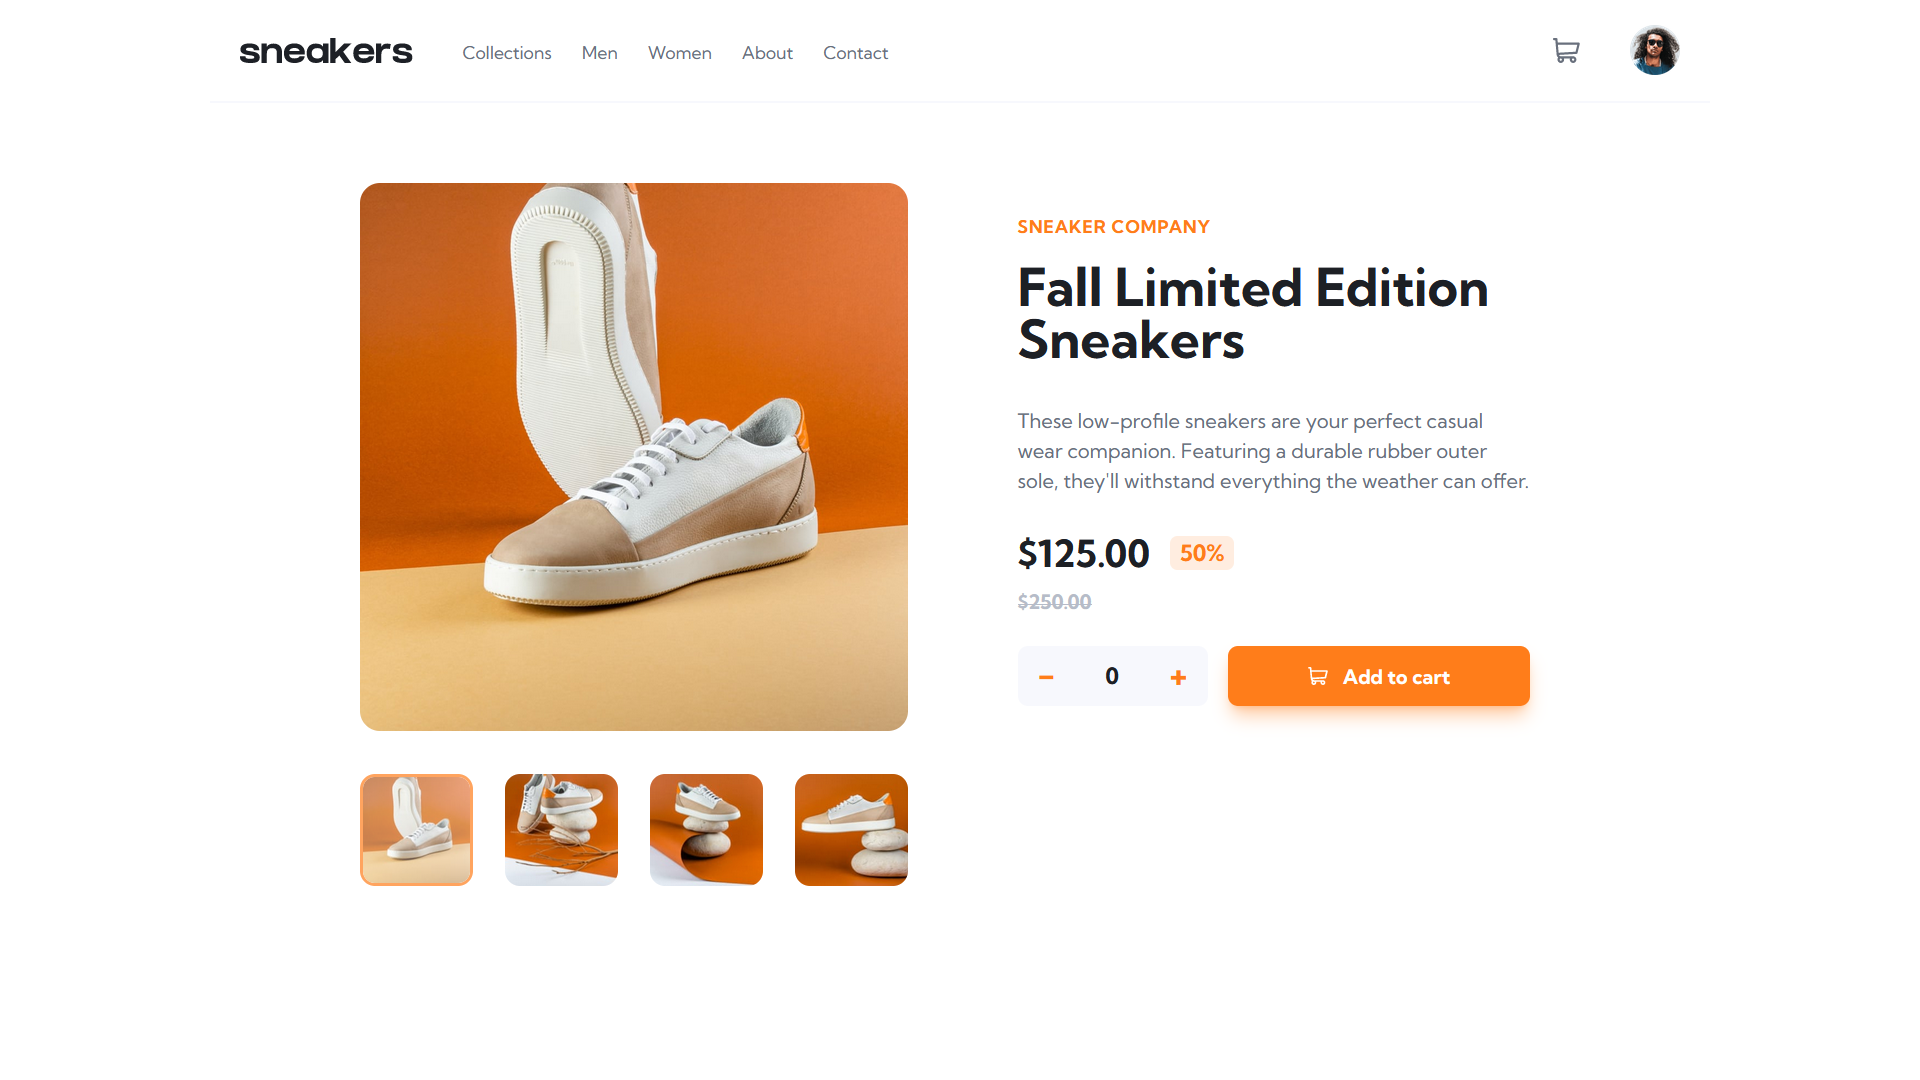 sneakers
Collections
Men
Women
About
Contact
SNEAKER COMPANY
Fall Limited Edition
Sneakers
These low-profile sneakers are your perfect casual
wear companion. Featuring a durable rubber outer
sole, they'll withstand everything the weather can offer.
$125.00
50%
$250.00
0
Add to cart